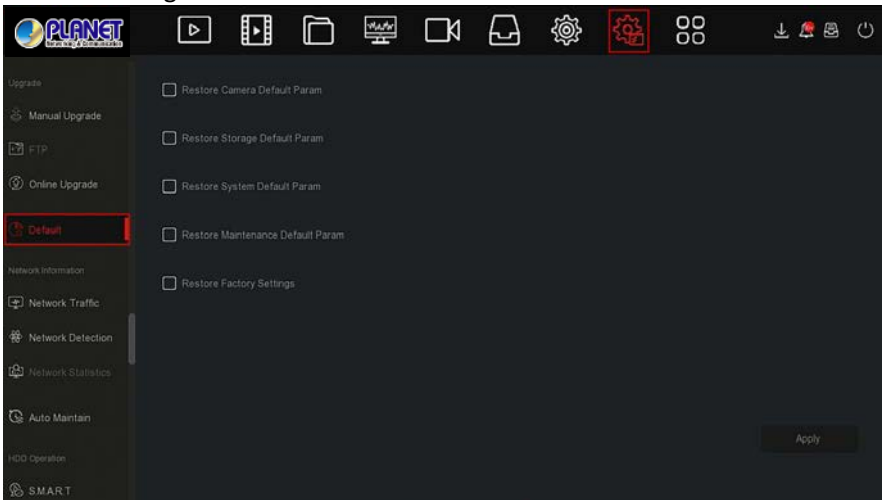 PLANET
Networking & Communication
Upgrade
Manual Upgrade
FTP
Online Upgrade
Default
Network Information
Network Traffic
Network Detection
Network Statistics
Auto Maintain
HDD Operation
S.M.A.R.T
Restore Camera Default Param
Restore Storage Default Param
Restore System Default Param
Restore Maintenance Default Param
Restore Factory Settings
Apply